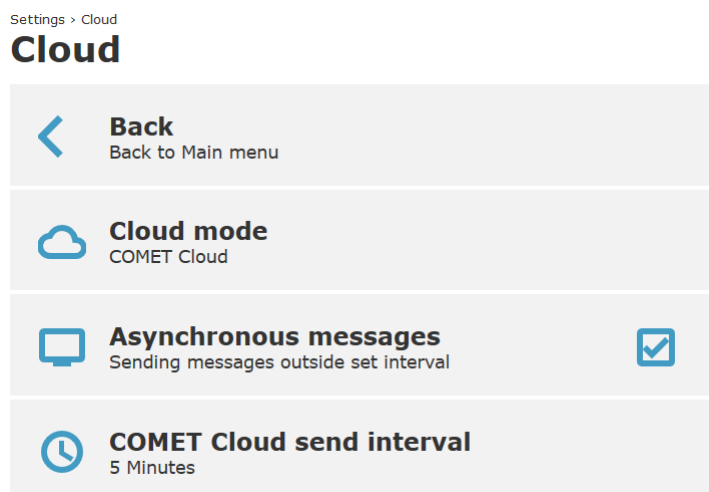 Settings › Cloud
Cloud
Back
Back to Main menu
Cloud mode
COMET Cloud
Asynchronous messages
Sending messages outside set interval
COMET Cloud send interval
5 Minutes